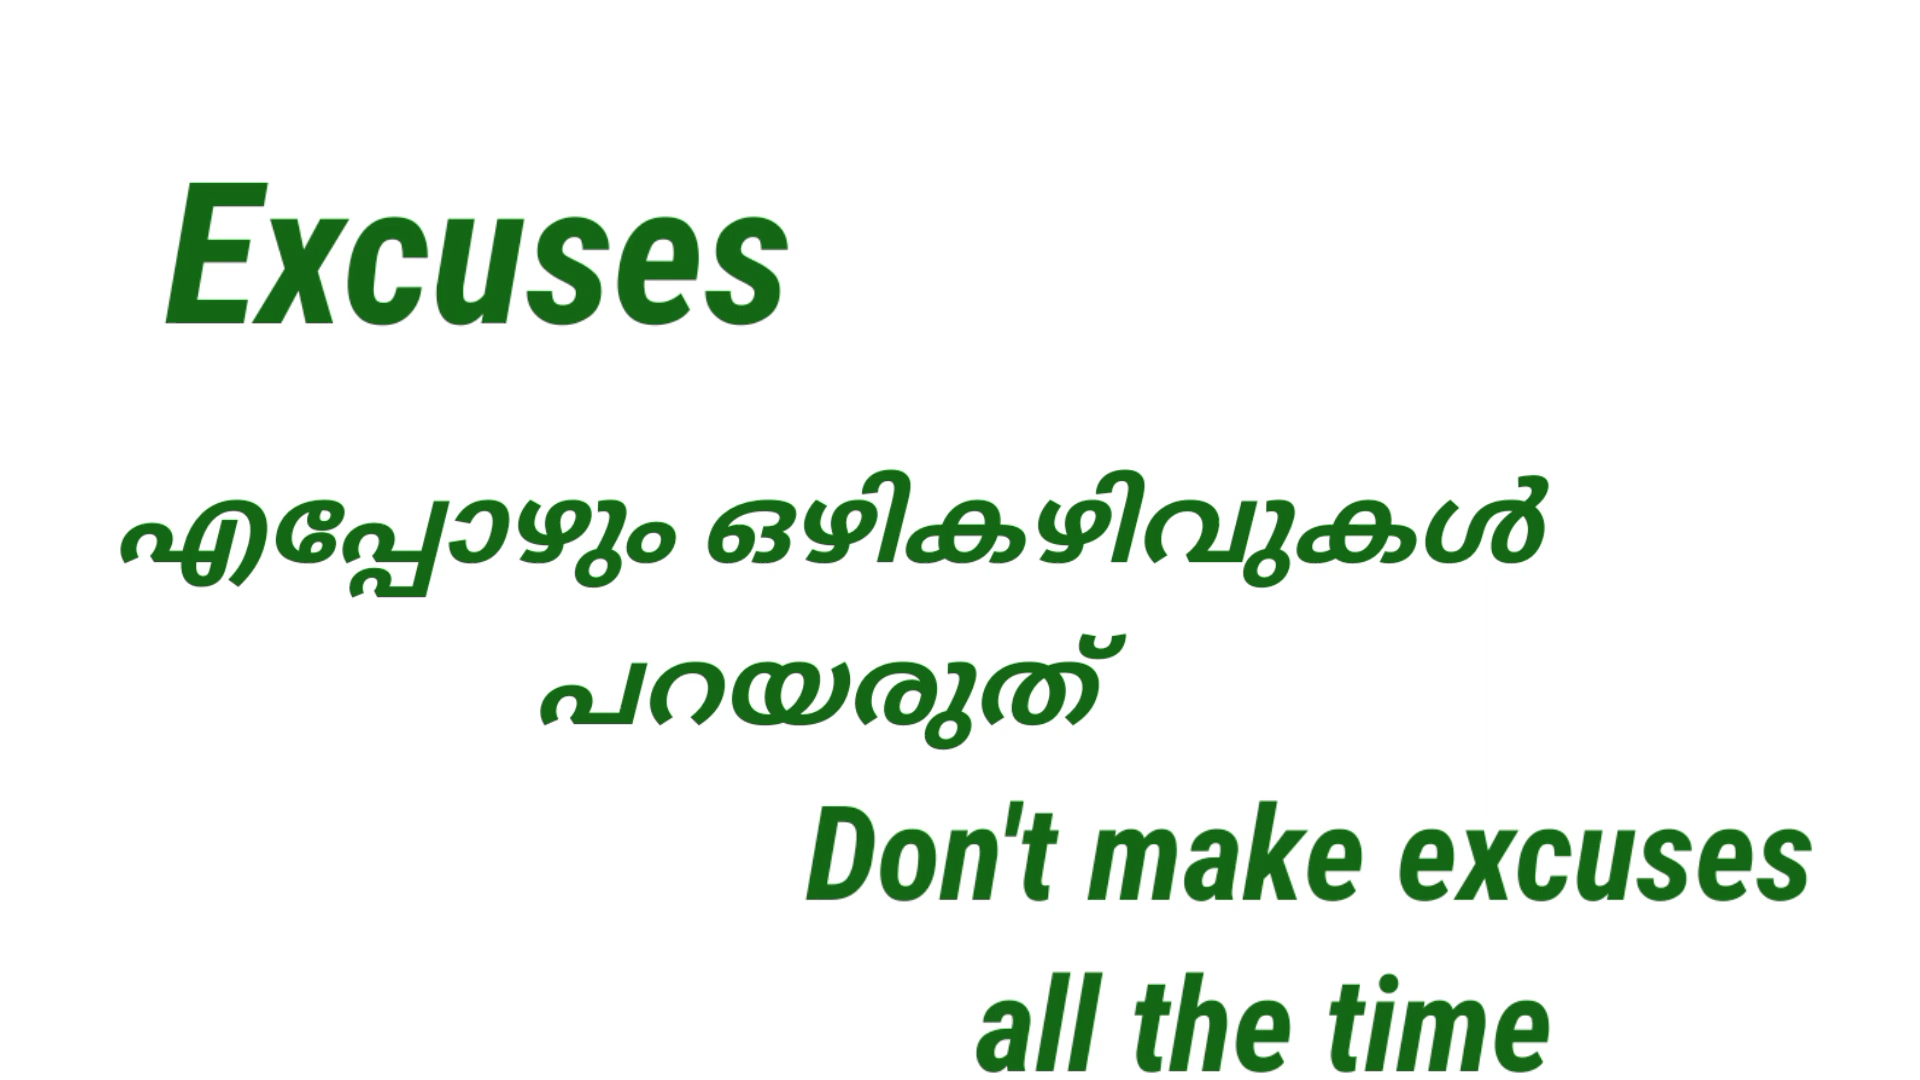 Excuses
എപ്പോഴും ഒഴികഴിവുകൾ
പറയരുത്
Don't make excuses
all the time